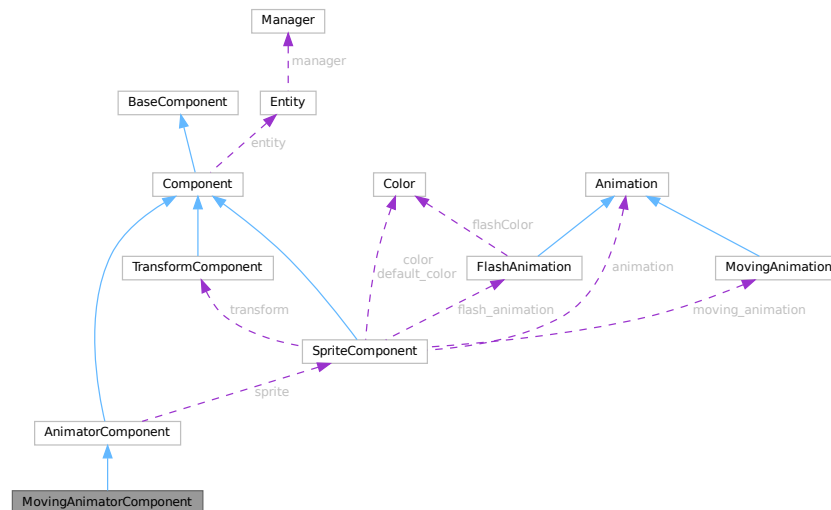 Manager
manager
BaseComponent
Entity
entity
Component
Color
Animation
flashColor
color
default_color
TransformComponent
FlashAnimation
animation
MovingAnimation
transform
flash_animation
moving_animation
SpriteComponent
sprite
AnimatorComponent
MovingAnimatorComponent